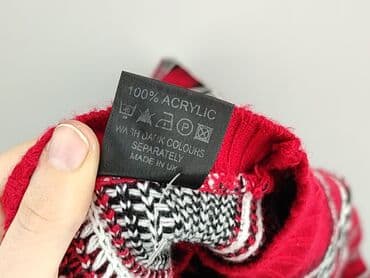 100% ACRYLIC
WASH DARK COLOURS
SEPARATELY
MADE IN UK